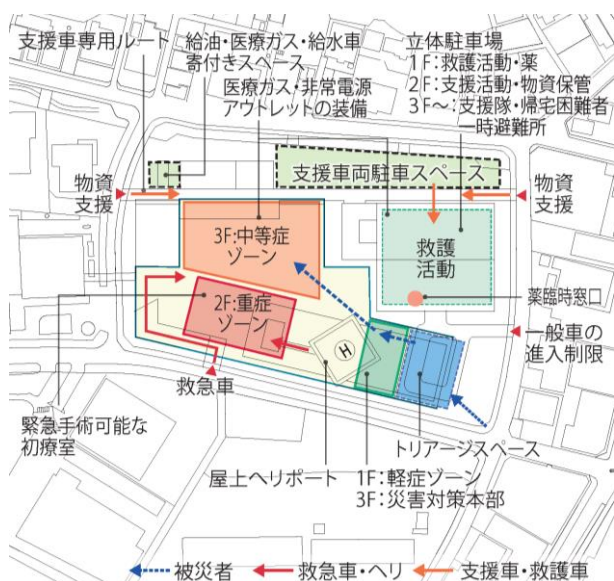 支援車専用ルート
給油・医療ガス・給水車
寄付きスペース
医療ガス・非常電源
アウトレットの装備
立体駐車場
1F：救護活動・薬
2F：支援活動・物資保管
3F～：支援隊・帰宅困難者
一時避難所
物資
支援
支援車両駐車スペース
物資
支援
3F：中等症
ゾーン
救護
活動
2F：重症
ゾーン
薬臨時窓口
一般車の
進入制限
H
救急車
緊急手術可能な
初療室
トリアージスペース
屋上ヘリポート
1F：軽症ゾーン
3F：災害対策本部
被災者
救急車・ヘリ
支援車・救護車